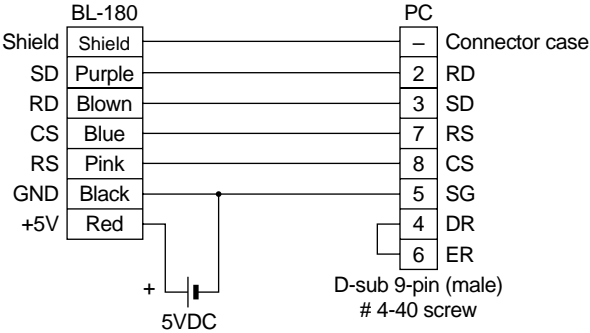 BL-180 PC
Shield Shield – Connector case
SD Purple 2 RD
RD Blown 3 SD
CS Blue 7 RS
RS Pink 8 CS
GND Black 5 SG
+5V Red 4 DR
6 ER
+
5VDC
D-sub 9-pin (male)
# 4-40 screw